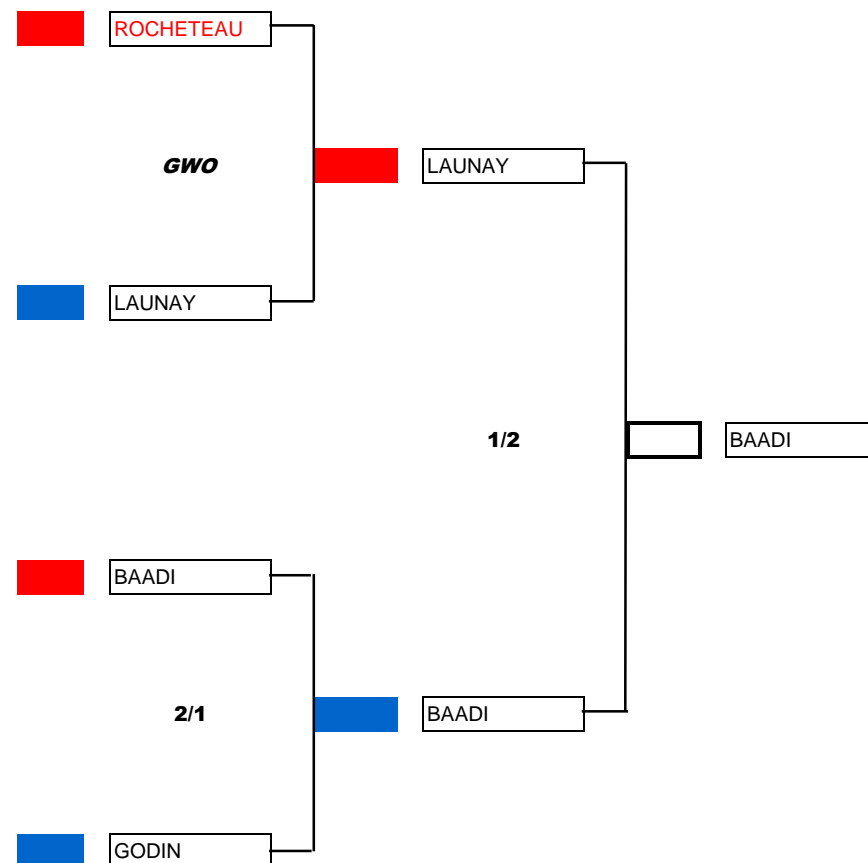 ROCHETEAU
GWO
LAUNAY
LAUNAY
1/2
BAADI
BAADI
2/1
BAADI
GODIN